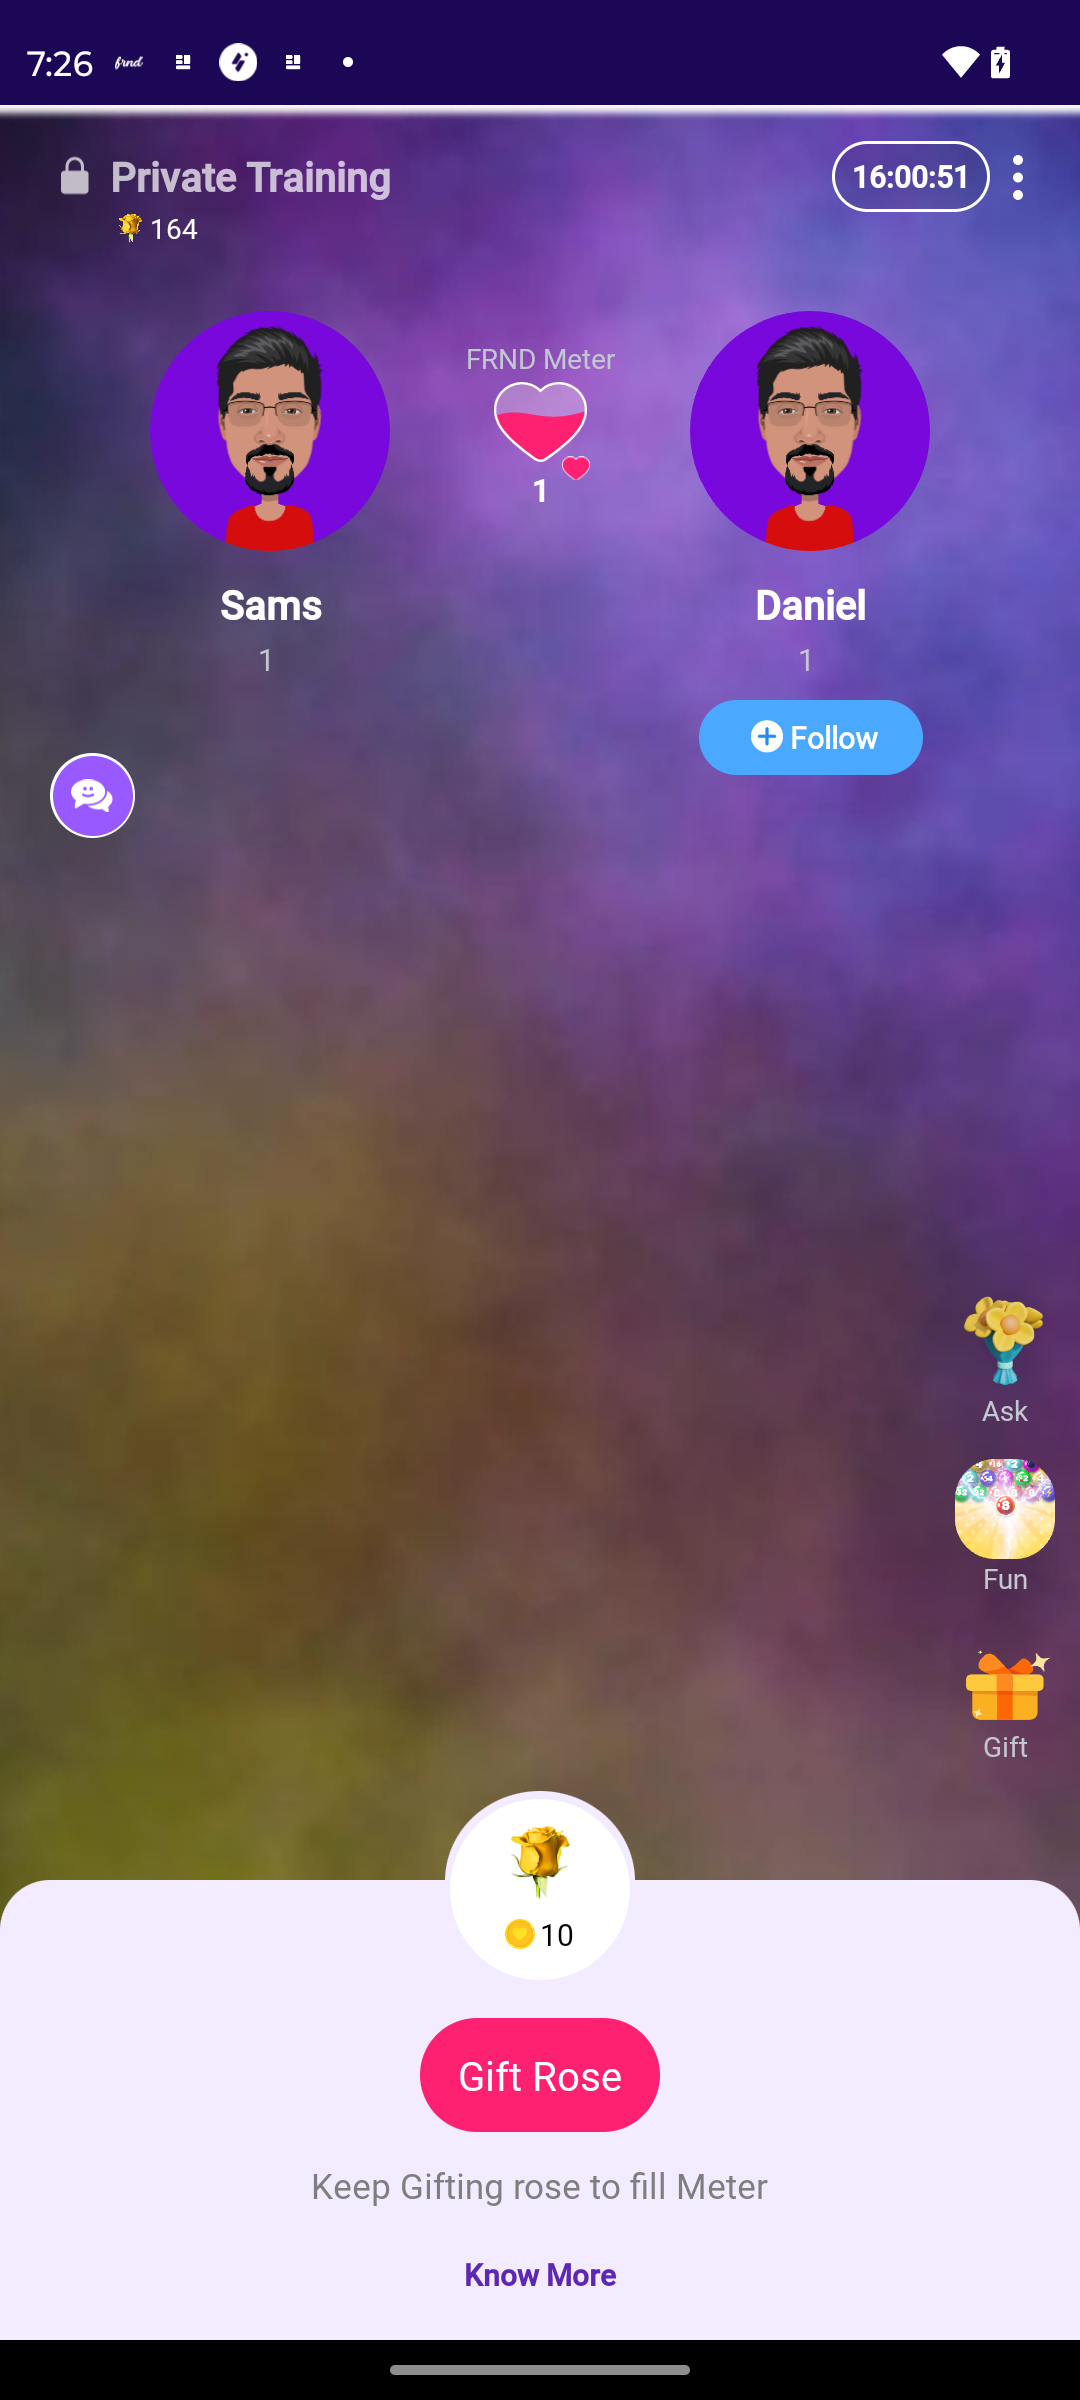 7:26 frnd
Private Training
16:00:51
164
FRND Meter
1
Sams
Daniel
1
1
Follow
Ask
Fun
Gift
10
Gift Rose
Keep Gifting rose to fill Meter
Know More